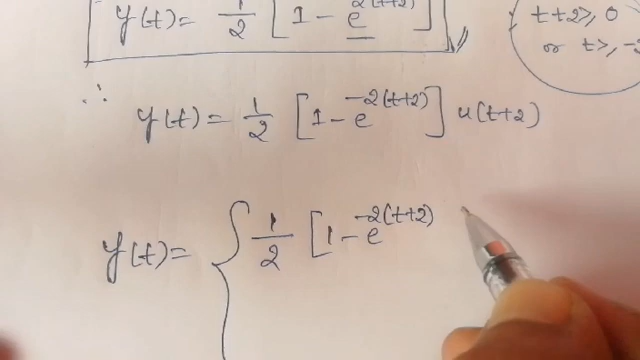 y(t) = 1/2 [1 - e^-2(t+2)]
t+2 ≥, 0
or t ≥, -2
∴ y(t) = 1/2 [1 - e^-2(t+2)] u(t+2)
y(t) = { 1/2 [1 - e^-2(t+2)